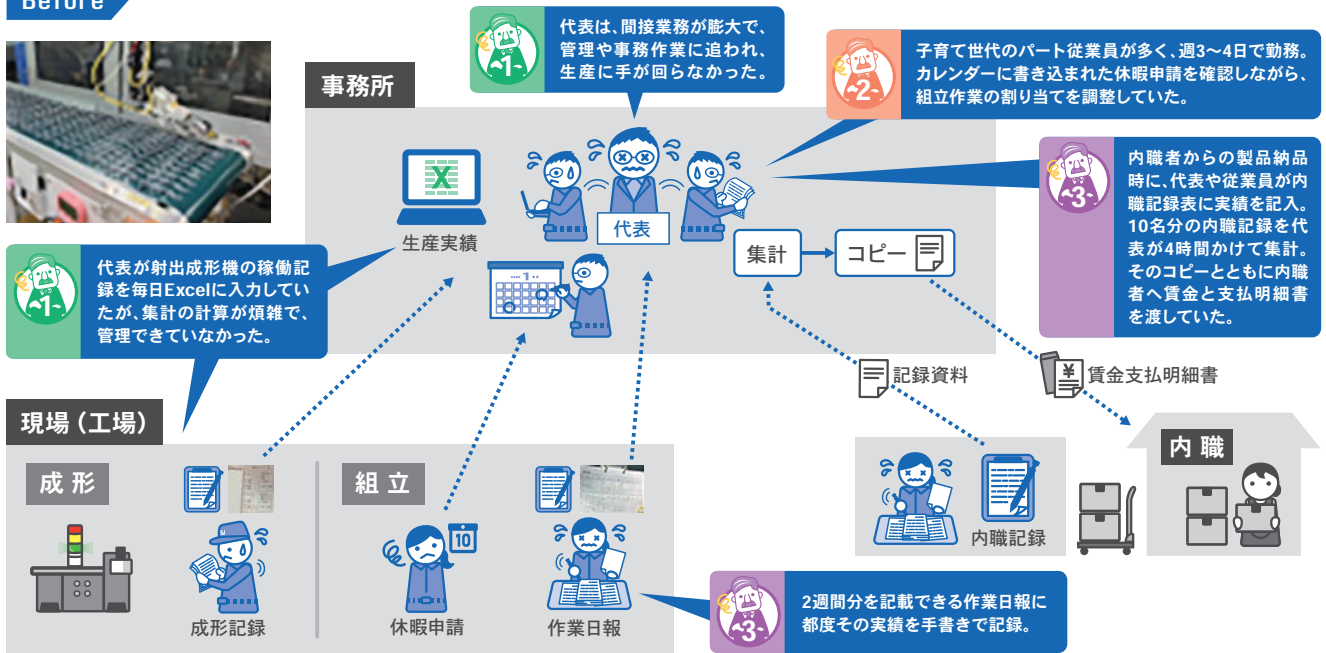 Before
1
代表は、間接業務が膨大で、
管理や事務作業に追われ、
生産に手が回らなかった。
2
子育て世代のパート従業員が多く、週3〜4日で勤務。
カレンダーに書き込まれた休暇申請を確認しながら、
組立作業の割り当てを調整していた。
事務所
3
内職者からの製品納品
時に、代表や従業員が内
職記録表に実績を記入。
10名分の内職記録を代
表が4時間かけて集計。
そのコピーとともに内職
者へ賃金と支払明細書
を渡していた。
X
生産実績
代表
集計
コピー
1
1
代表が射出成形機の稼働記
録を毎日Excelに入力してい
たが、集計の計算が煩雑で、
管理できていなかった。
記録資料
¥
賃金支払明細書
現場（工場）
成形
組立
内職
10
成形記録
休暇申請
作業日報
内職記録
3
2週間分を記載できる作業日報に
都度その実績を手書きで記録。